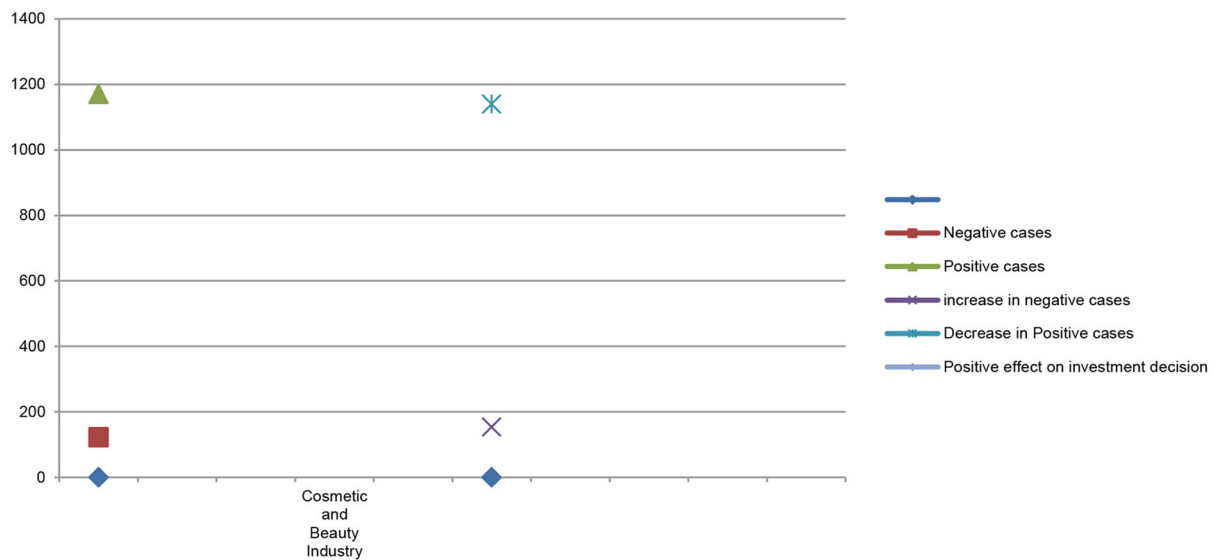 1400
1200
1000
800
600
400
200
0
Cosmetic
and
Beauty
Industry
Negative cases
Positive cases
increase in negative cases
Decrease in Positive cases
Positive effect on investment decision